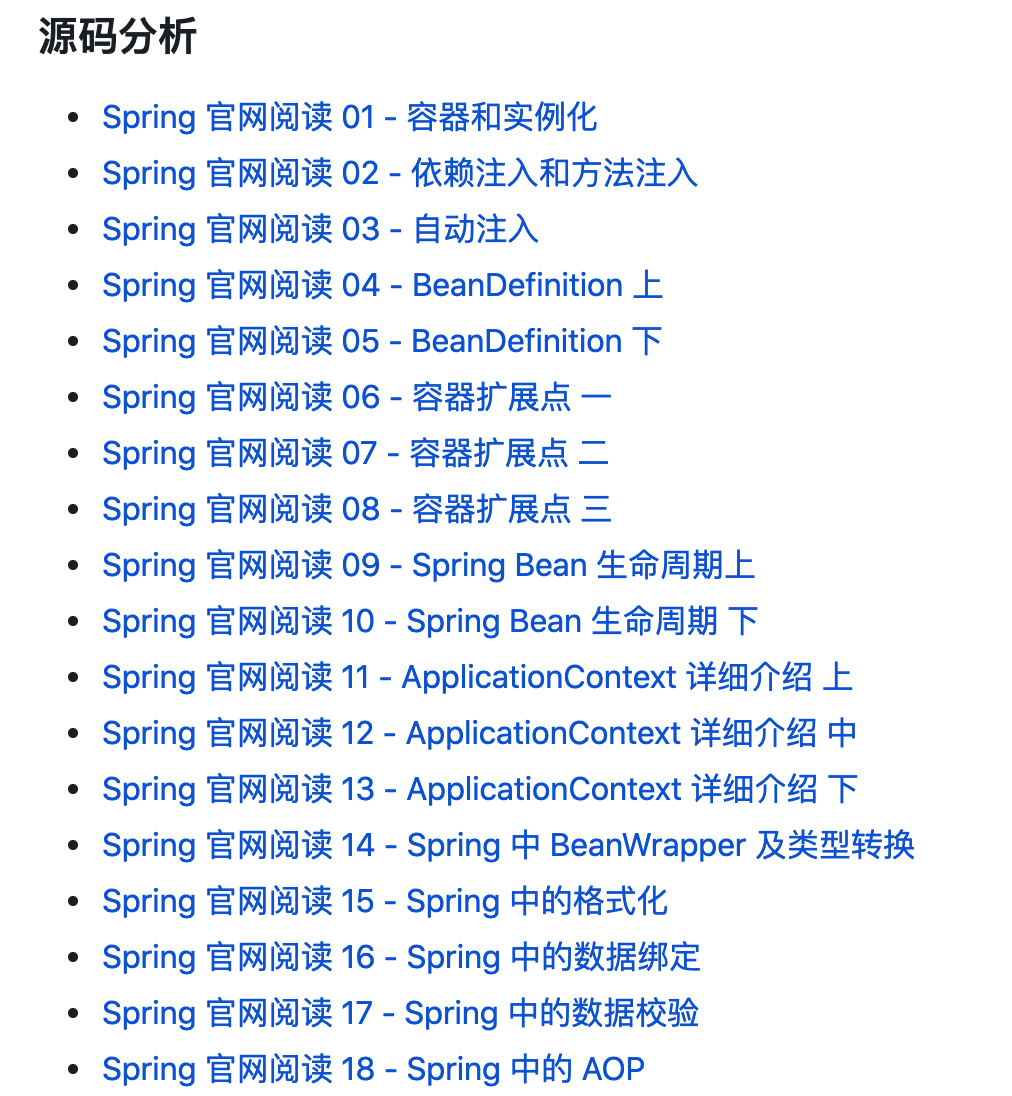 源码分析
Spring 官网阅读 01 - 容器和实例化
Spring 官网阅读 02 - 依赖注入和方法注入
Spring 官网阅读 03 - 自动注入
Spring 官网阅读 04 - BeanDefinition 上
Spring 官网阅读 05 - BeanDefinition 下
Spring 官网阅读 06 - 容器扩展点 一
Spring 官网阅读 07 - 容器扩展点 二
Spring 官网阅读 08 - 容器扩展点 三
Spring 官网阅读 09 - Spring Bean 生命周期上
Spring 官网阅读 10 - Spring Bean 生命周期 下
Spring 官网阅读 11 - ApplicationContext 详细介绍 上
Spring 官网阅读 12 - ApplicationContext 详细介绍 中
Spring 官网阅读 13 - ApplicationContext 详细介绍 下
Spring 官网阅读 14 - Spring 中 BeanWrapper 及类型转换
Spring 官网阅读 15 - Spring 中的格式化
Spring 官网阅读 16 - Spring 中的数据绑定
Spring 官网阅读 17 - Spring 中的数据校验
Spring 官网阅读 18 - Spring 中的 AOP